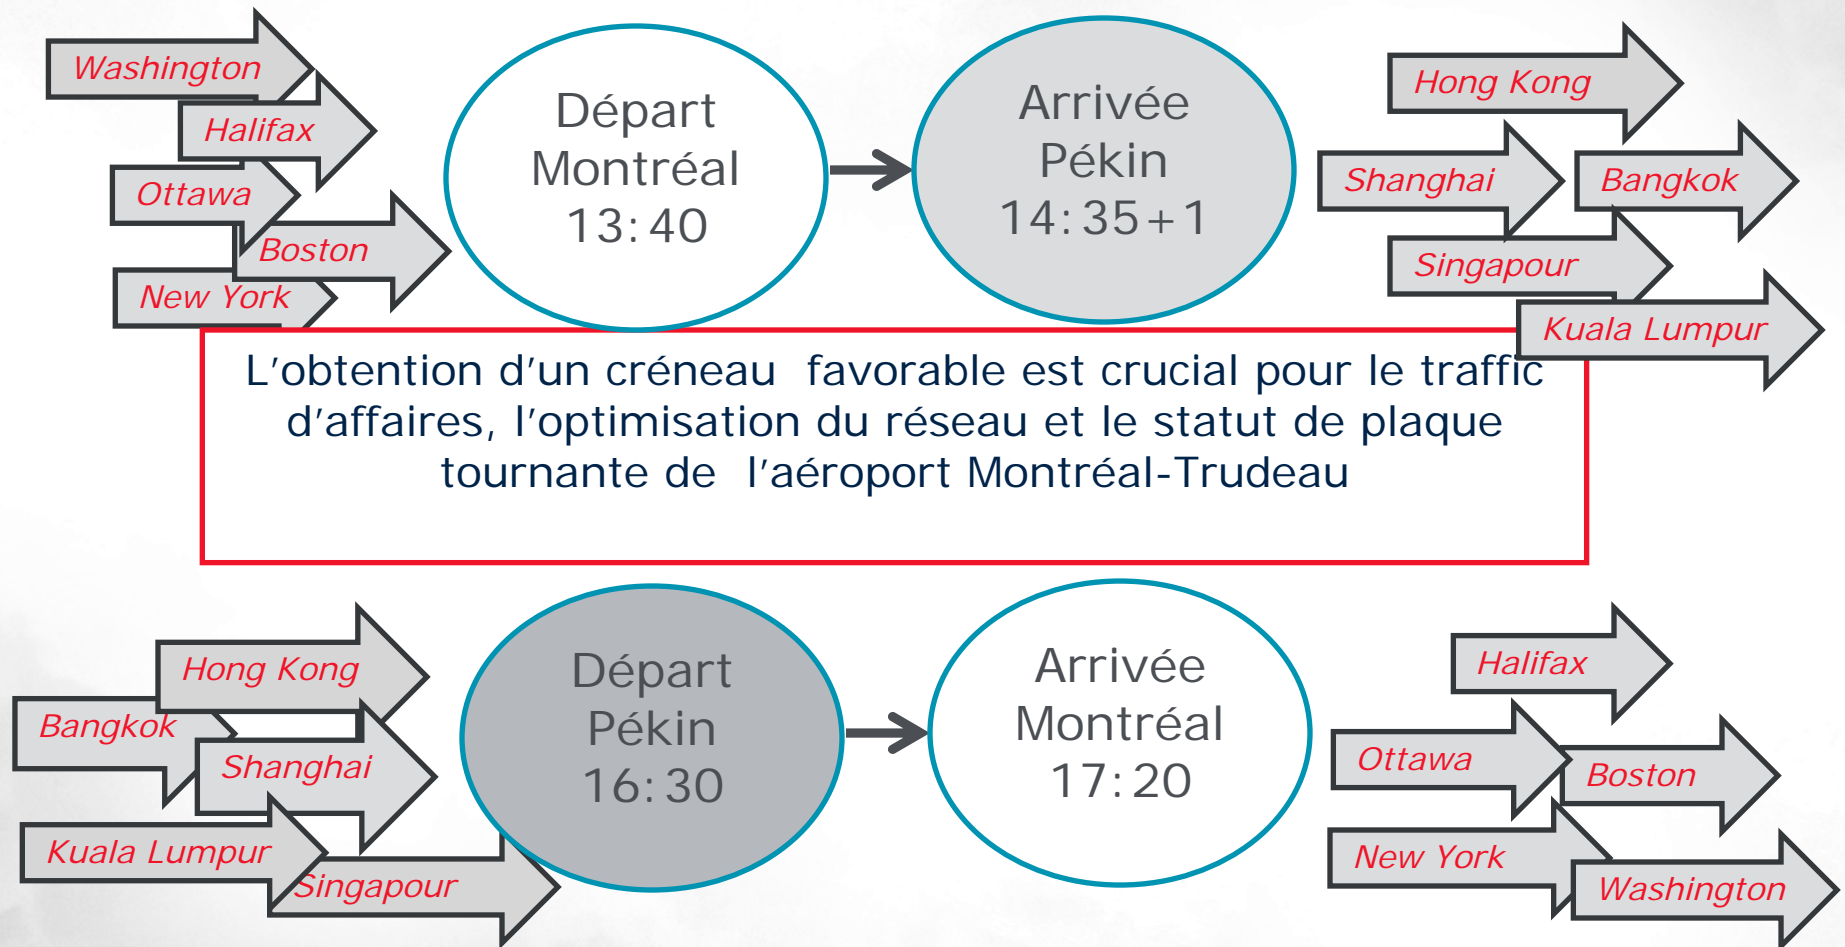 Washington
Halifax
Ottawa
Boston
New York
Départ
Montréal
13:40
Arrivée
Pékin
14:35+1
Hong Kong
Shanghai
Bangkok
Singapour
Kuala Lumpur
L'obtention d'un créneau favorable est crucial pour le traffic
d'affaires, l'optimisation du réseau et le statut de plaque
tournante de l'aéroport Montréal-Trudeau
Hong Kong
Bangkok
Shanghai
Kuala Lumpur
Singapour
Départ
Pékin
16:30
Arrivée
Montréal
17:20
Halifax
Ottawa
Boston
New York
Washington